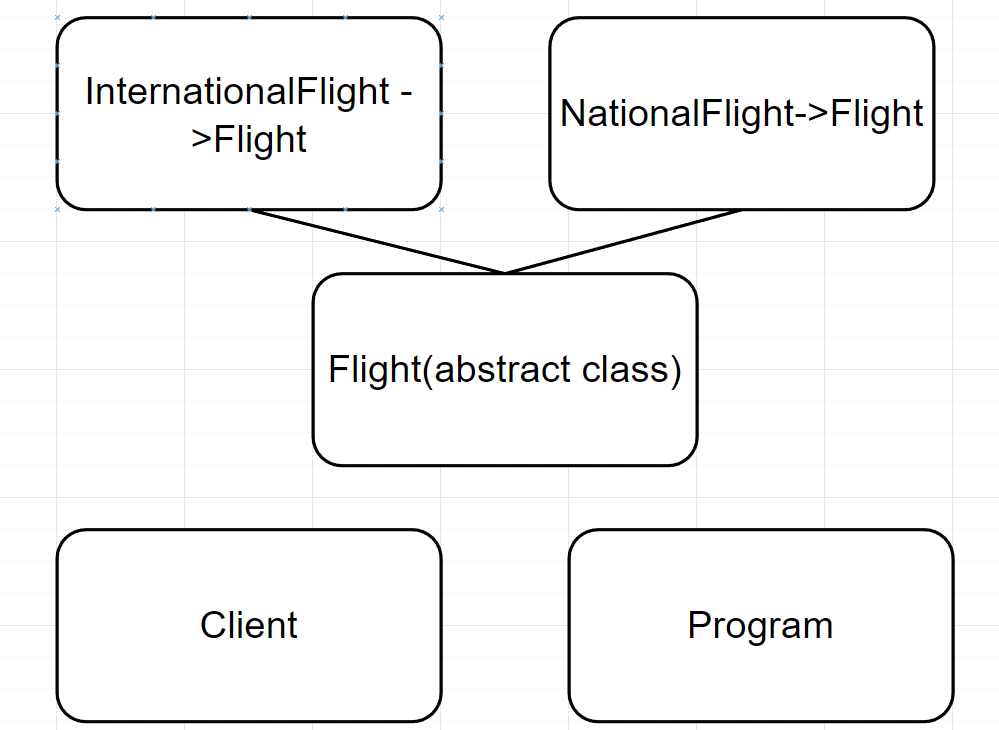 InternationalFlight -
>Flight
NationalFlight->Flight
Flight(abstract class)
Client
Program